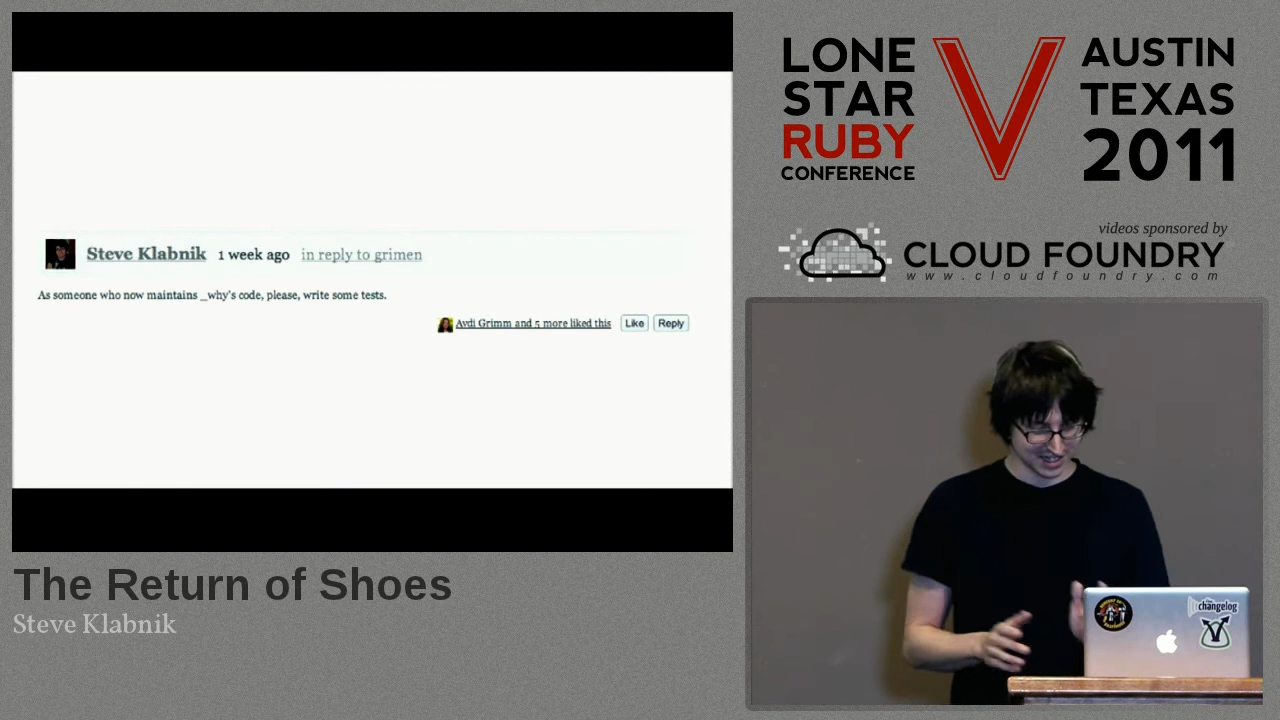 Steve Klabnik 1 week ago in reply to grimen
As someone who now maintains _why's code, please, write some tests.
Avdi Grimm and 5 more liked this Like Reply
The Return of Shoes
Steve Klabnik
LONE
STAR
RUBY
CONFERENCE
V
AUSTIN
TEXAS
2011
videos sponsored by
CLOUD FOUNDRY
www.cloudfoundry.com
changelog